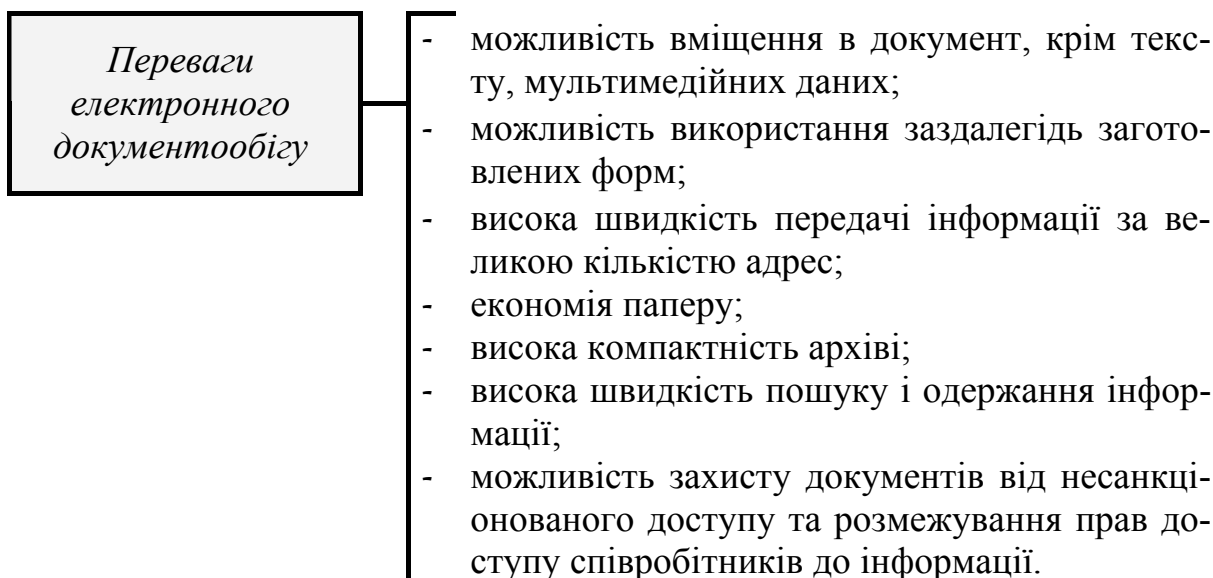 Переваги
електронного
документообігу
- можливість вміщення в документ, крім текс-
ту, мультимедійних даних;
- можливість використання заздалегідь загото-
влених форм;
- висока швидкість передачі інформації за ве-
ликою кількістю адрес;
- економія паперу;
- висока компактність архіві;
- висока швидкість пошуку і одержання інфор-
мації;
- можливість захисту документів від несанкці-
онованого доступу та розмежування прав до-
ступу співробітників до інформації.